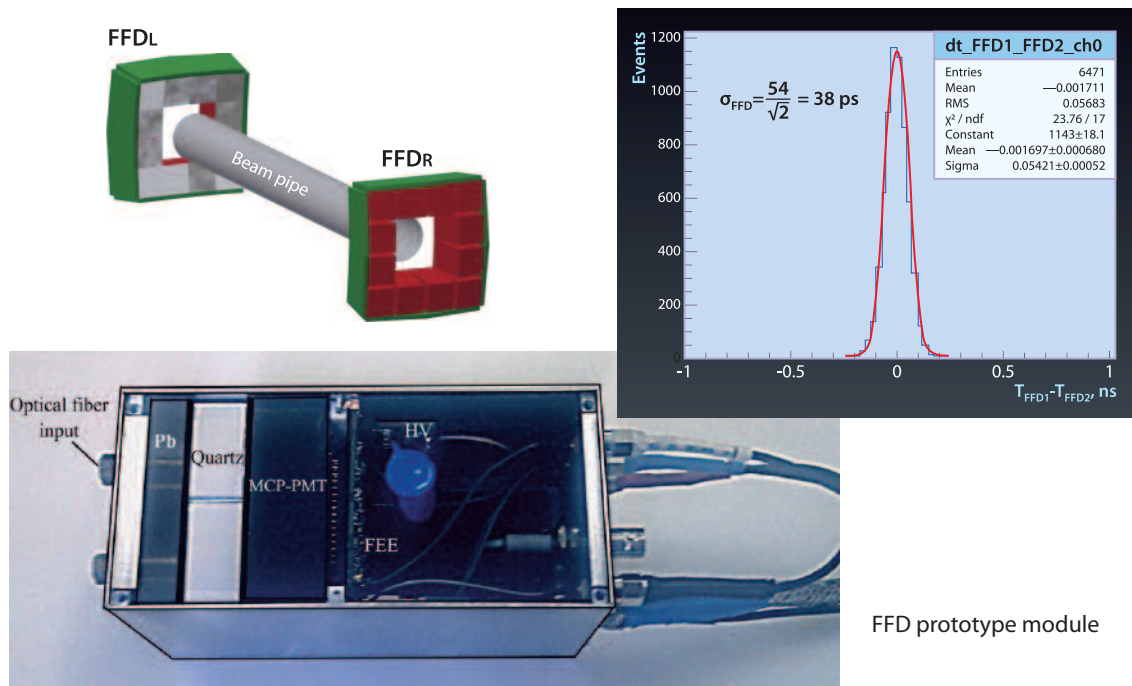 FFDL
FFDR
Beam pipe
Events
1200
1000
800
600
400
200
0
-1
-0.5
0
0.5
1
TFFD1-TFFD2, ns
σFFD=54/√2 = 38 ps
dt_FFD1_FFD2_ch0
Entries 6471
Mean —0.001711
RMS 0.05683
χ² / ndf 23.76 / 17
Constant 1143±18.1
Mean —0.001697±0.000680
Sigma 0.05421±0.00052
Optical fiber
input
Pb
Quartz
MCP-PMT
HV
FEE
FFD prototype module